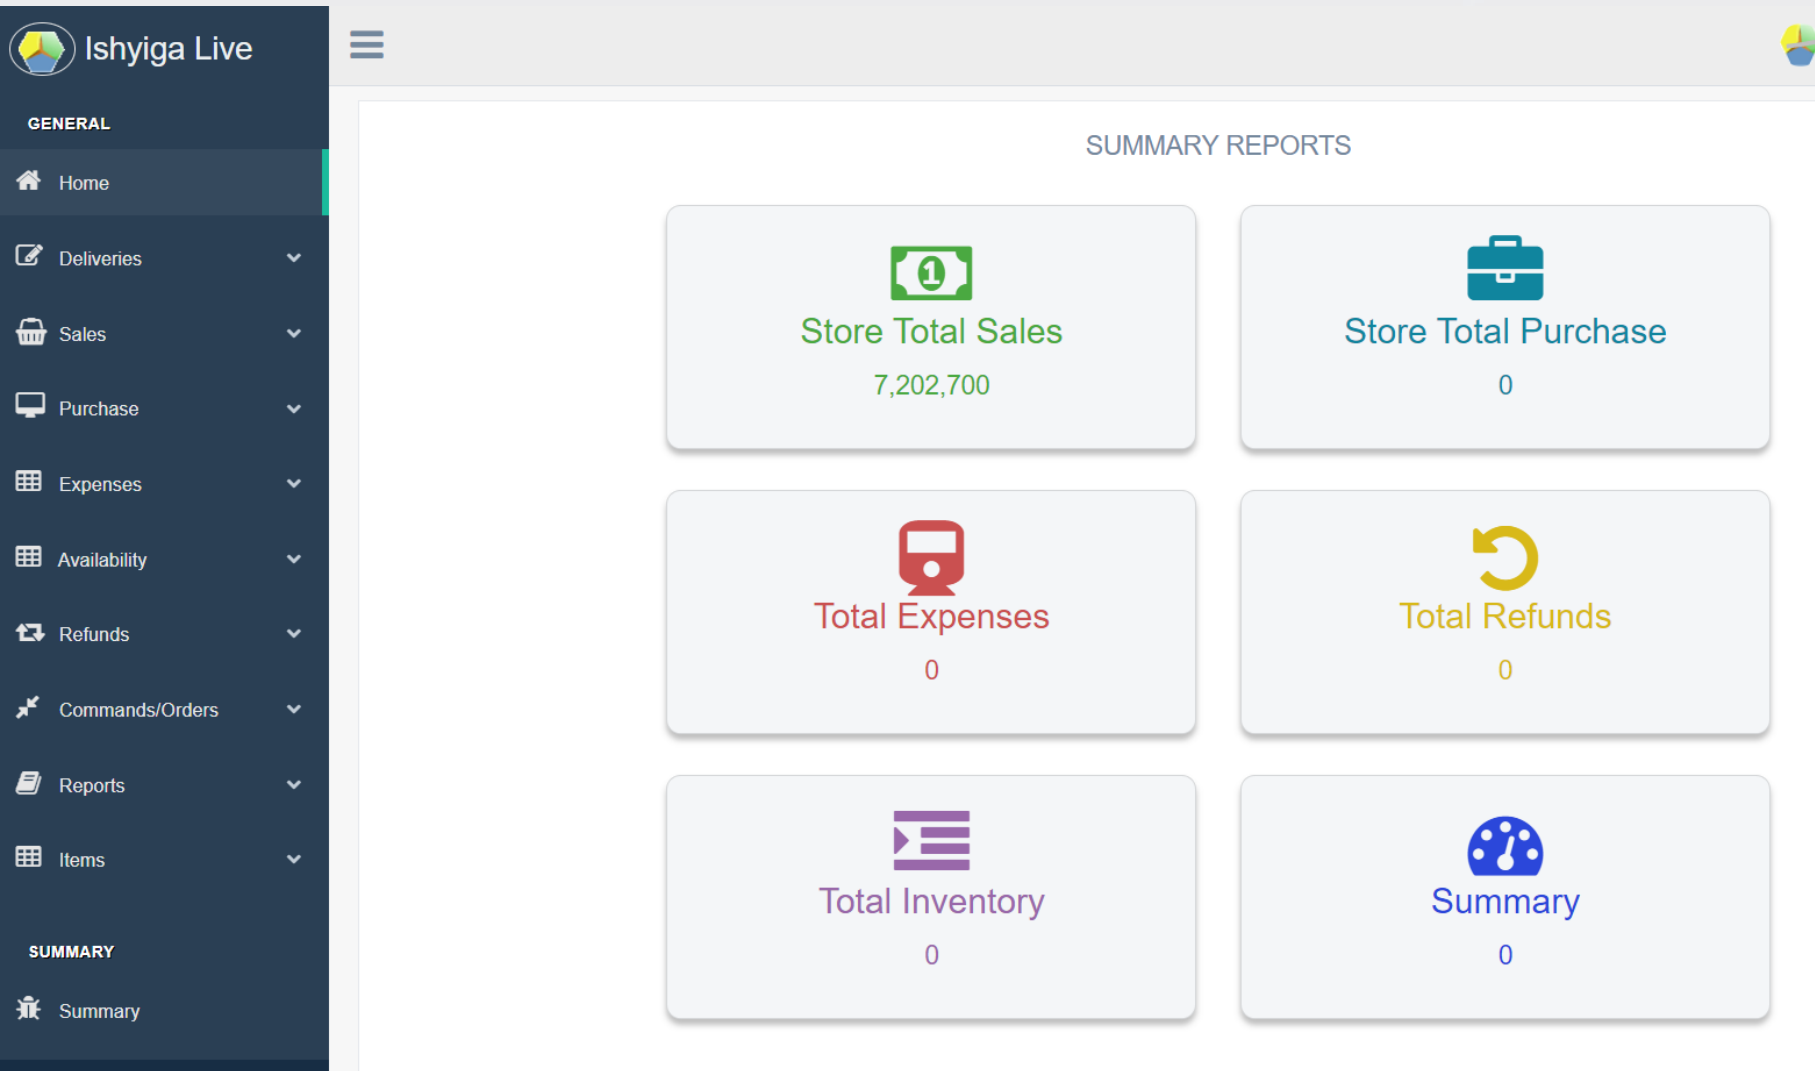 Ishyiga Live
GENERAL
Home
Deliveries
Sales
Purchase
Expenses
Availability
Refunds
Commands/Orders
Reports
Items
SUMMARY
Summary
SUMMARY REPORTS
1
Store Total Sales
7,202,700
Store Total Purchase
0
Total Expenses
0
Total Refunds
0
Total Inventory
0
Summary
0